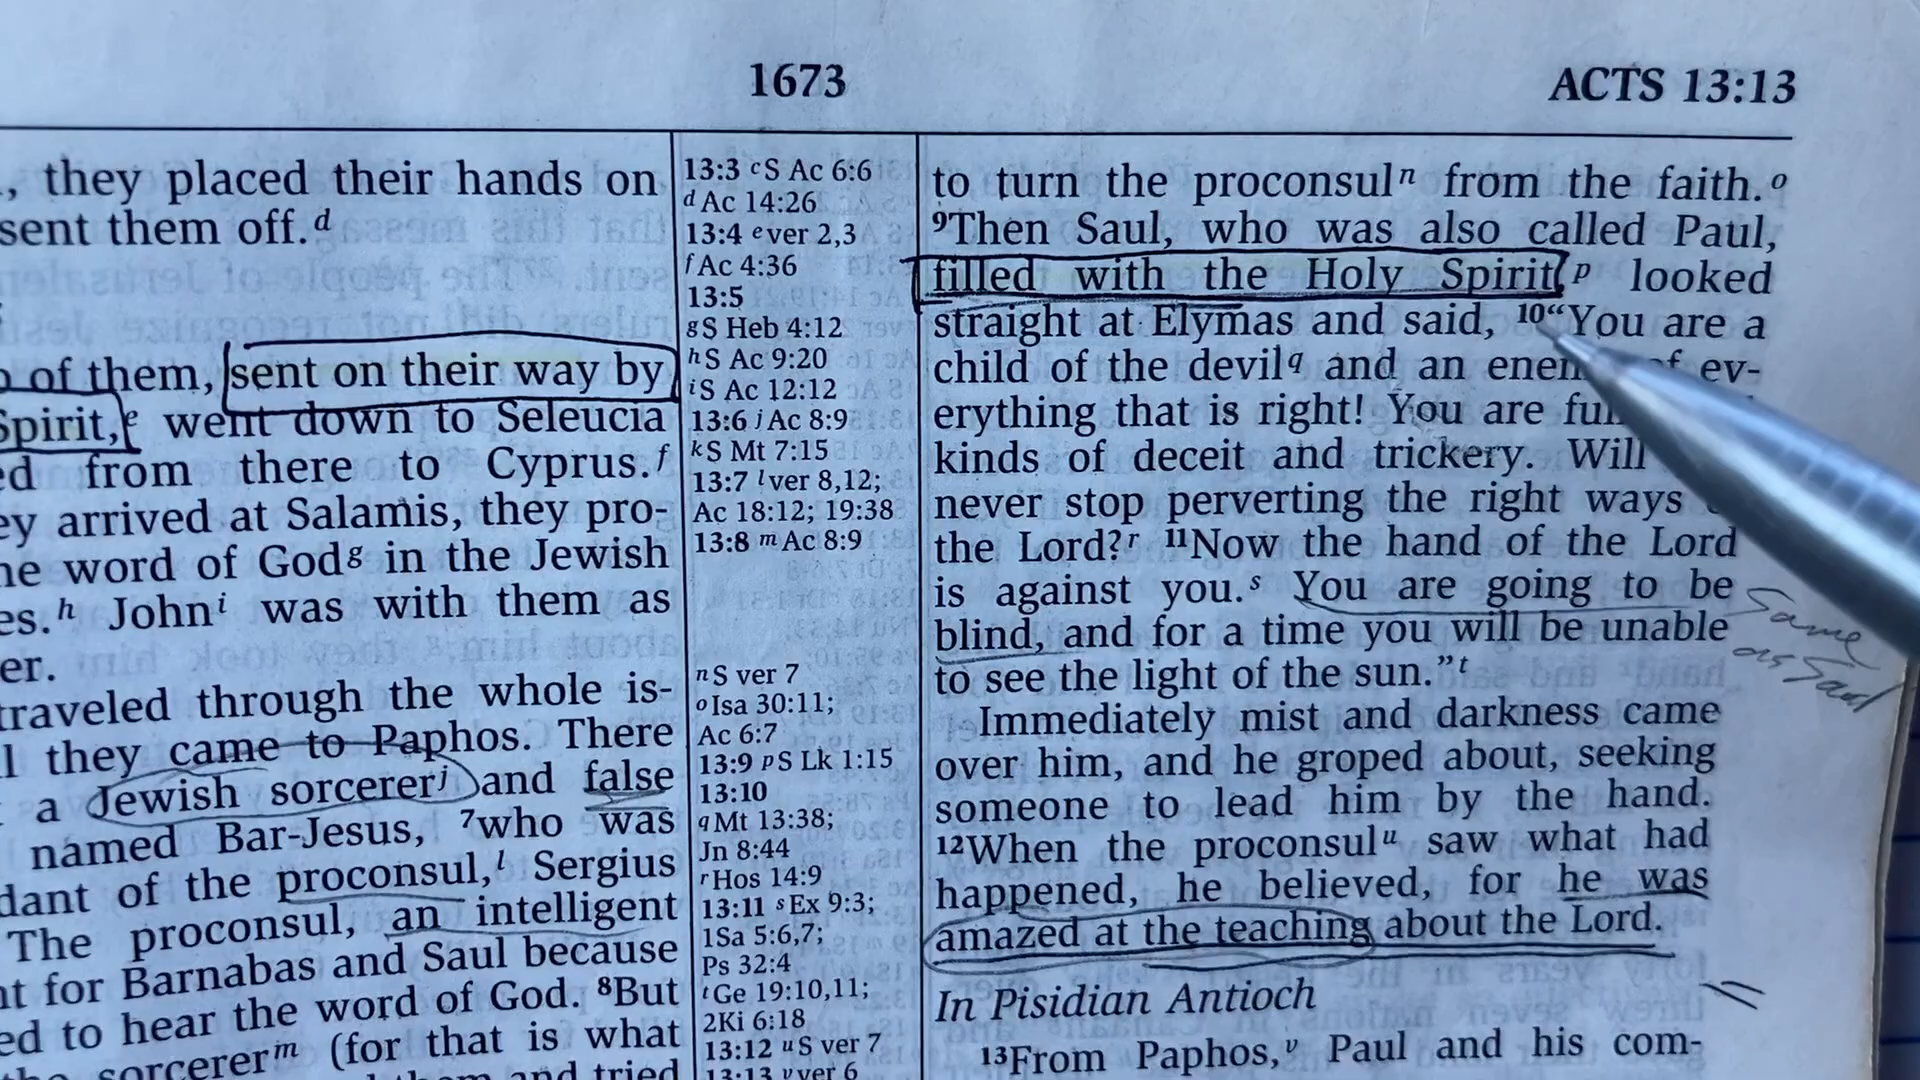 1673
ACTS 13:13
, they placed their hands on
sent them off.d
of them, sent on their way by
Spirit,e went down to Seleucia
ed from there to Cyprus.f
ey arrived at Salamis, they pro-
he word of Godg in the Jewish
es.h Johni was with them as
er.
traveled through the whole is-
l they came to Paphos. There
a Jewish sorcererj and false
named Bar-Jesus, 7who was
dant of the proconsul,l Sergius
The proconsul, an intelligent
nt for Barnabas and Saul because
ed to hear the word of God. 8But
sorcererm (for that is what
and tried
13:3 cS Ac 6:6
dAc 14:26
13:4 ever 2,3
fAc 4:36
13:5
gS Heb 4:12
hS Ac 9:20
iS Ac 12:12
13:6 jAc 8:9
kS Mt 7:15
13:7 lver 8,12;
Ac 18:12; 19:38
13:8 mAc 8:9
nS ver 7
oIsa 30:11;
Ac 6:7
13:9 pS Lk 1:15
13:10
qMt 13:38;
Jn 8:44
rHos 14:9
13:11 sEx 9:3;
1Sa 5:6,7;
Ps 32:4
tGe 19:10,11;
2Ki 6:18
13:12 uS ver 7
13:13 vver 6
to turn the proconsuln from the faith.o
9Then Saul, who was also called Paul,
filled with the Holy Spirit,p looked
straight at Elymas and said, 10“You are a
child of the devilq and an enem of ev-
erything that is right! You are ful
kinds of deceit and trickery. Will
never stop perverting the right ways
the Lord?r 11Now the hand of the Lord
is against you.s You are going to be
blind, and for a time you will be unable
to see the light of the sun.”t
Same
as Saul
Immediately mist and darkness came
over him, and he groped about, seeking
someone to lead him by the hand.
12When the proconsulu saw what had
happened, he believed, for he was
amazed at the teaching about the Lord.
In Pisidian Antioch
13From Paphos,v Paul and his com-